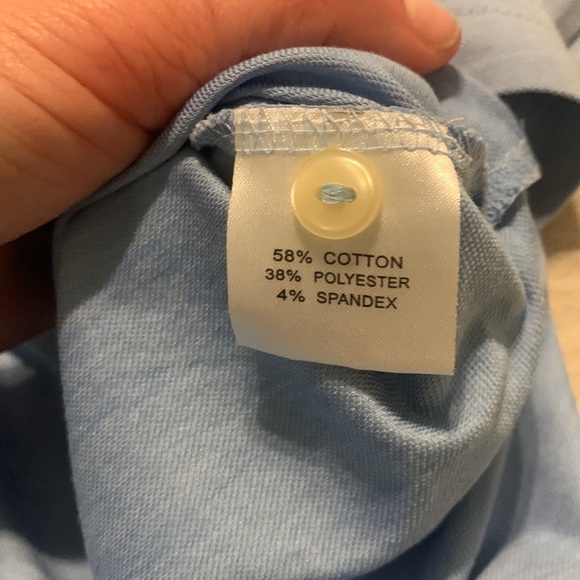 58% COTTON
38% POLYESTER
4% SPANDEX